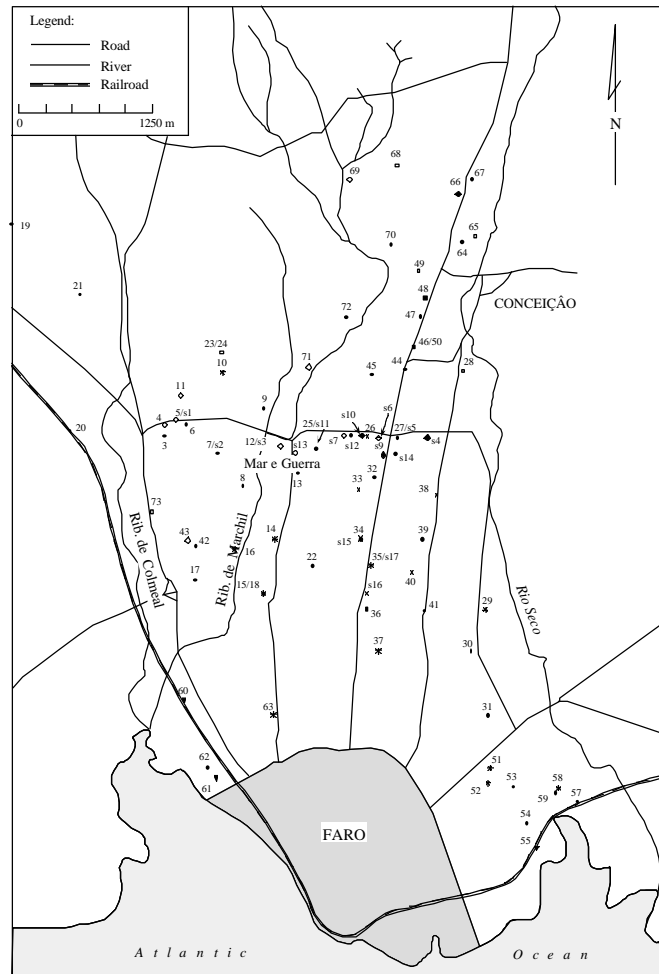 Legend:
Road
River
Railroad
0 1250 m
N
68
69
67
66
19
65
70
64
49
21
48
CONCEIÇÂO
47
72
46/50
23/24
10
71
45
44
28
11
9
s6
5/s1
25/s11
s10
26
27/s5
4
3
6
12/s3
s13
s7
s12
s9
s4
20
7/s2
Mar e Guerra
s14
13
32
8
33
38
73
Rib. de Colmeal
Rib. de Marchil
43
42
16
14
34
s15
39
22
35/s17
40
17
15/18
s16
29
Rio Seco
36
41
37
30
60
63
31
62
61
51
52
53
58
59
57
54
55
FARO
Atlantic Ocean